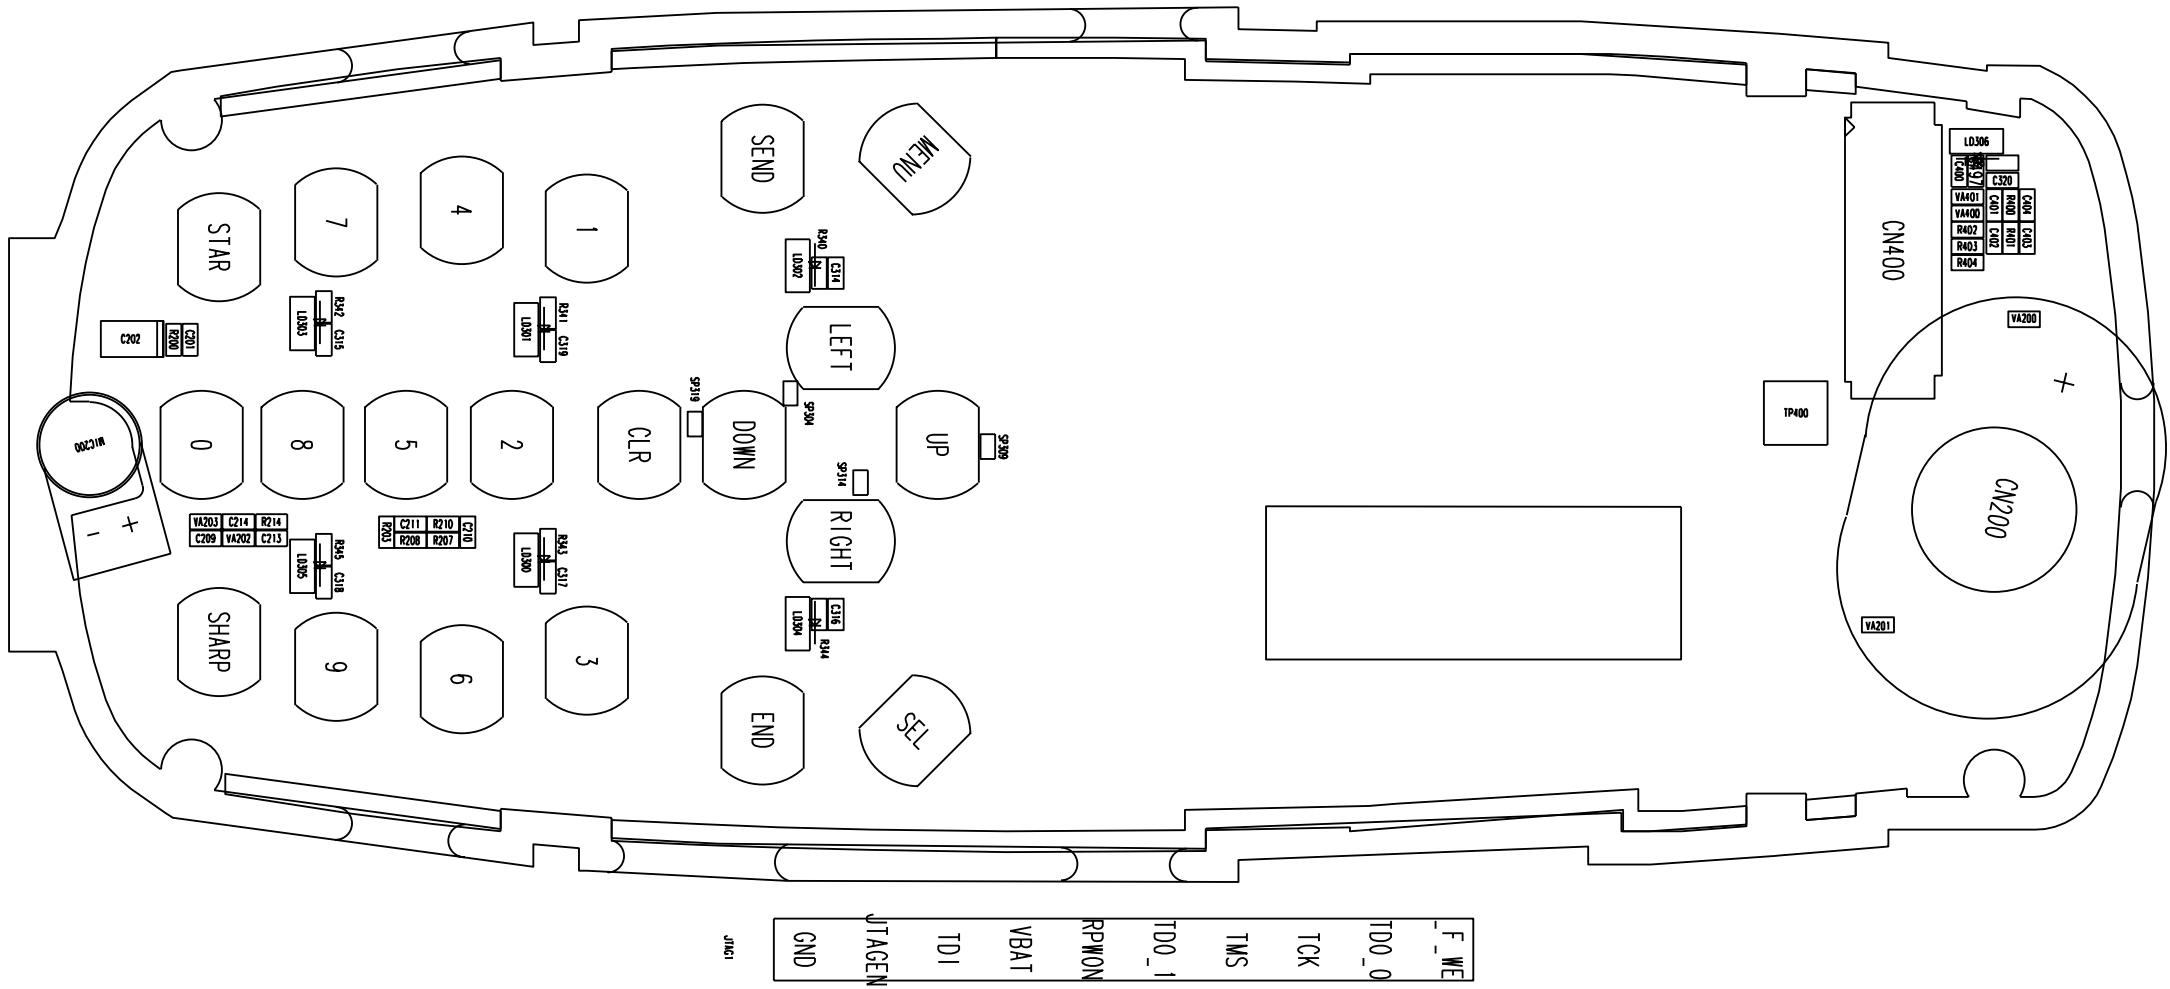 SEND
MENU
STAR
7
4
1
R340
LD302
C314
LD306
C400
C320
VA401
VA400
R402
R403
R404
C401
R400
C404
C402
R401
C403
CN400
VA200
C202
R200
C201
LD303
R342
C315
LD301
R341
C319
LEFT
SP319
SP304
TP400
MIC200
0
8
5
2
CLR
DOWN
UP
SP309
SP314
+
CN200
+
-
VA203
C214
R214
C209
VA202
C213
R203
C211
R210
C210
R208
R207
LD305
R345
C318
LD300
R343
C317
RIGHT
LD304
C316
R344
VA201
SHARP
9
6
3
END
SEL
JTAG1
GND
JTAGEN
TDI
VBAT
RPWON
TDO_1
TMS
TCK
TDO_0
_F_WE